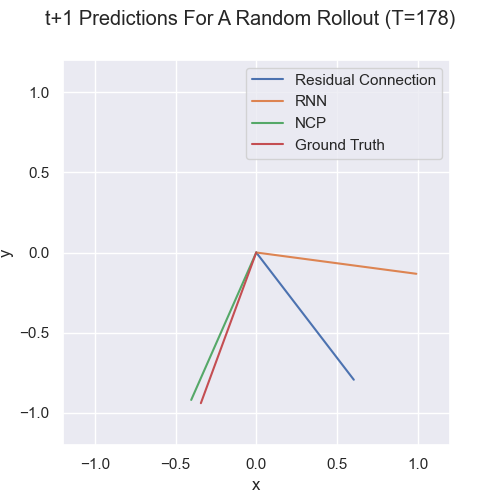 t+1 Predictions For A Random Rollout (T=178)
Residual Connection
RNN
NCP
Ground Truth
1.0
0.5
0.0
−0.5
−1.0
y
−1.0 −0.5 0.0 0.5 1.0
x